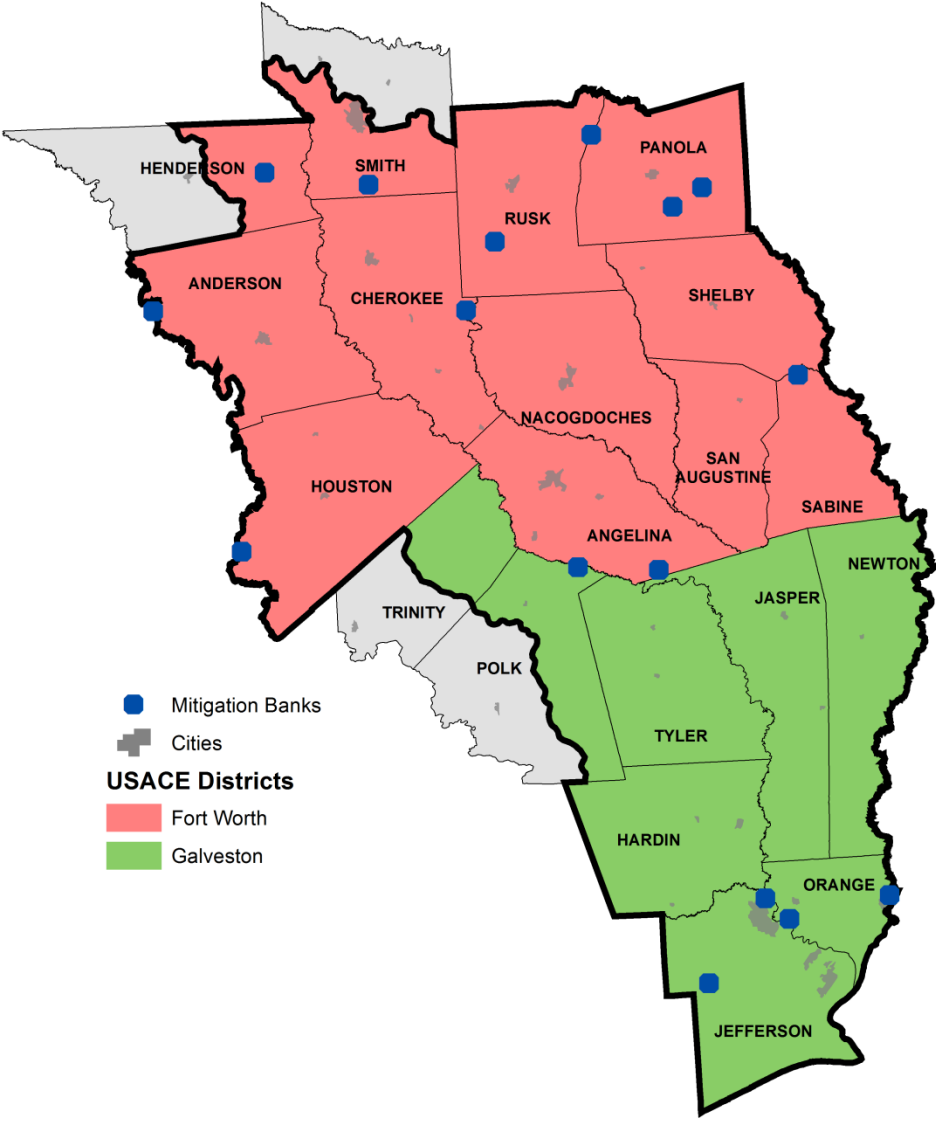 HENDERSON
SMITH
PANOLA
RUSK
ANDERSON
CHEROKEE
SHELBY
NACOGDOCHES
SAN
AUGUSTINE
HOUSTON
SABINE
ANGELINA
NEWTON
JASPER
TRINITY
POLK
TYLER
Mitigation Banks
Cities
USACE Districts
Fort Worth
Galveston
HARDIN
ORANGE
JEFFERSON